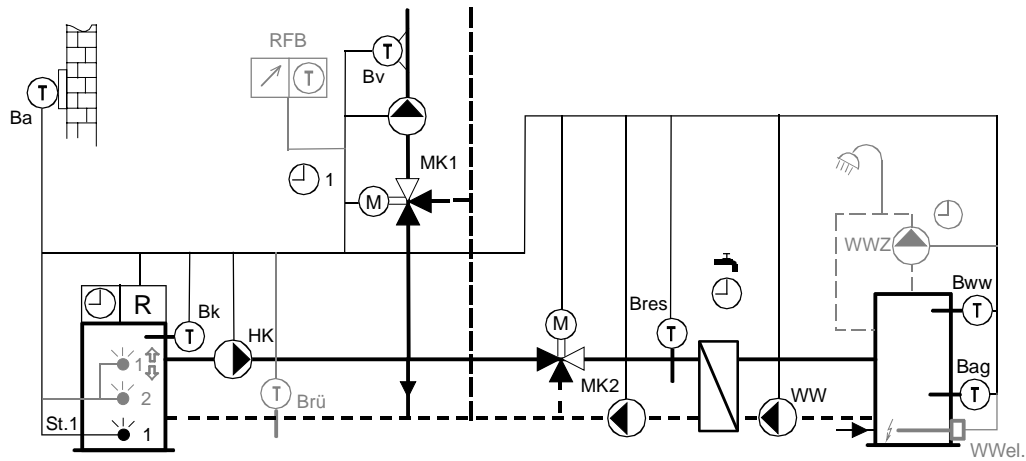 RFB
T
T
Bv
T
Ba
MK1
1
M
WWZ
R
Bk
T
HK
M
Bres
T
Bww
T
1
MK2
T
Brü
2
WW
Bag
T
St.1
1
WWel.